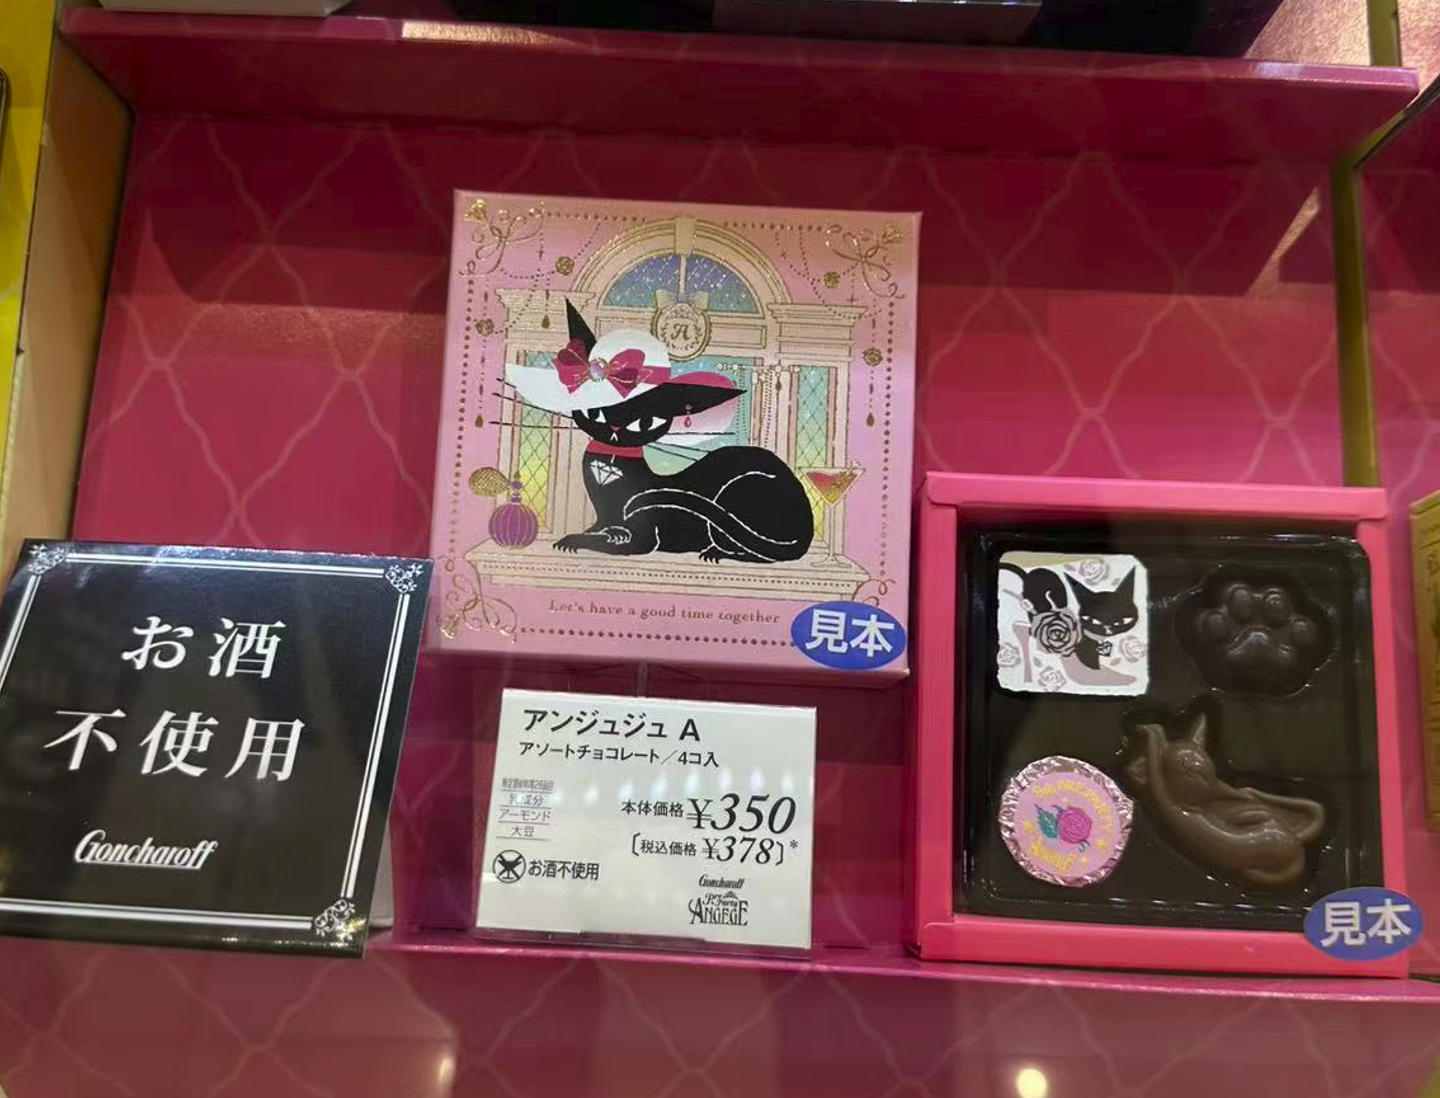 A
Let's have a good time together
見本
お酒
不使用
Goncharoff
アンジュジュ A
アソートチョコレート/4コ入
乳成分
アーモンド
大豆
お酒不使用
本体価格¥350
〔税込価格 ¥378〕*
Goncharoff
ANGEGE
見本